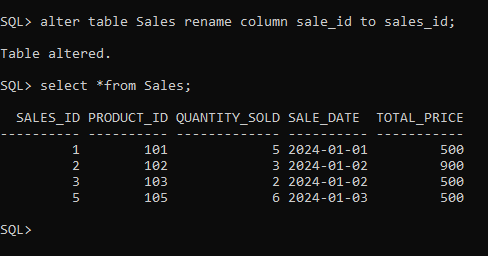 SQL> alter table Sales rename column sale_id to sales_id;
Table altered.
SQL> select *from Sales;
SALES_ID PRODUCT_ID QUANTITY_SOLD SALE_DATE TOTAL_PRICE
---------- ---------- ------------- ---------- -----------
1 101 5 2024-01-01 500
2 102 3 2024-01-02 900
3 103 2 2024-01-02 500
5 105 6 2024-01-03 500
SQL>